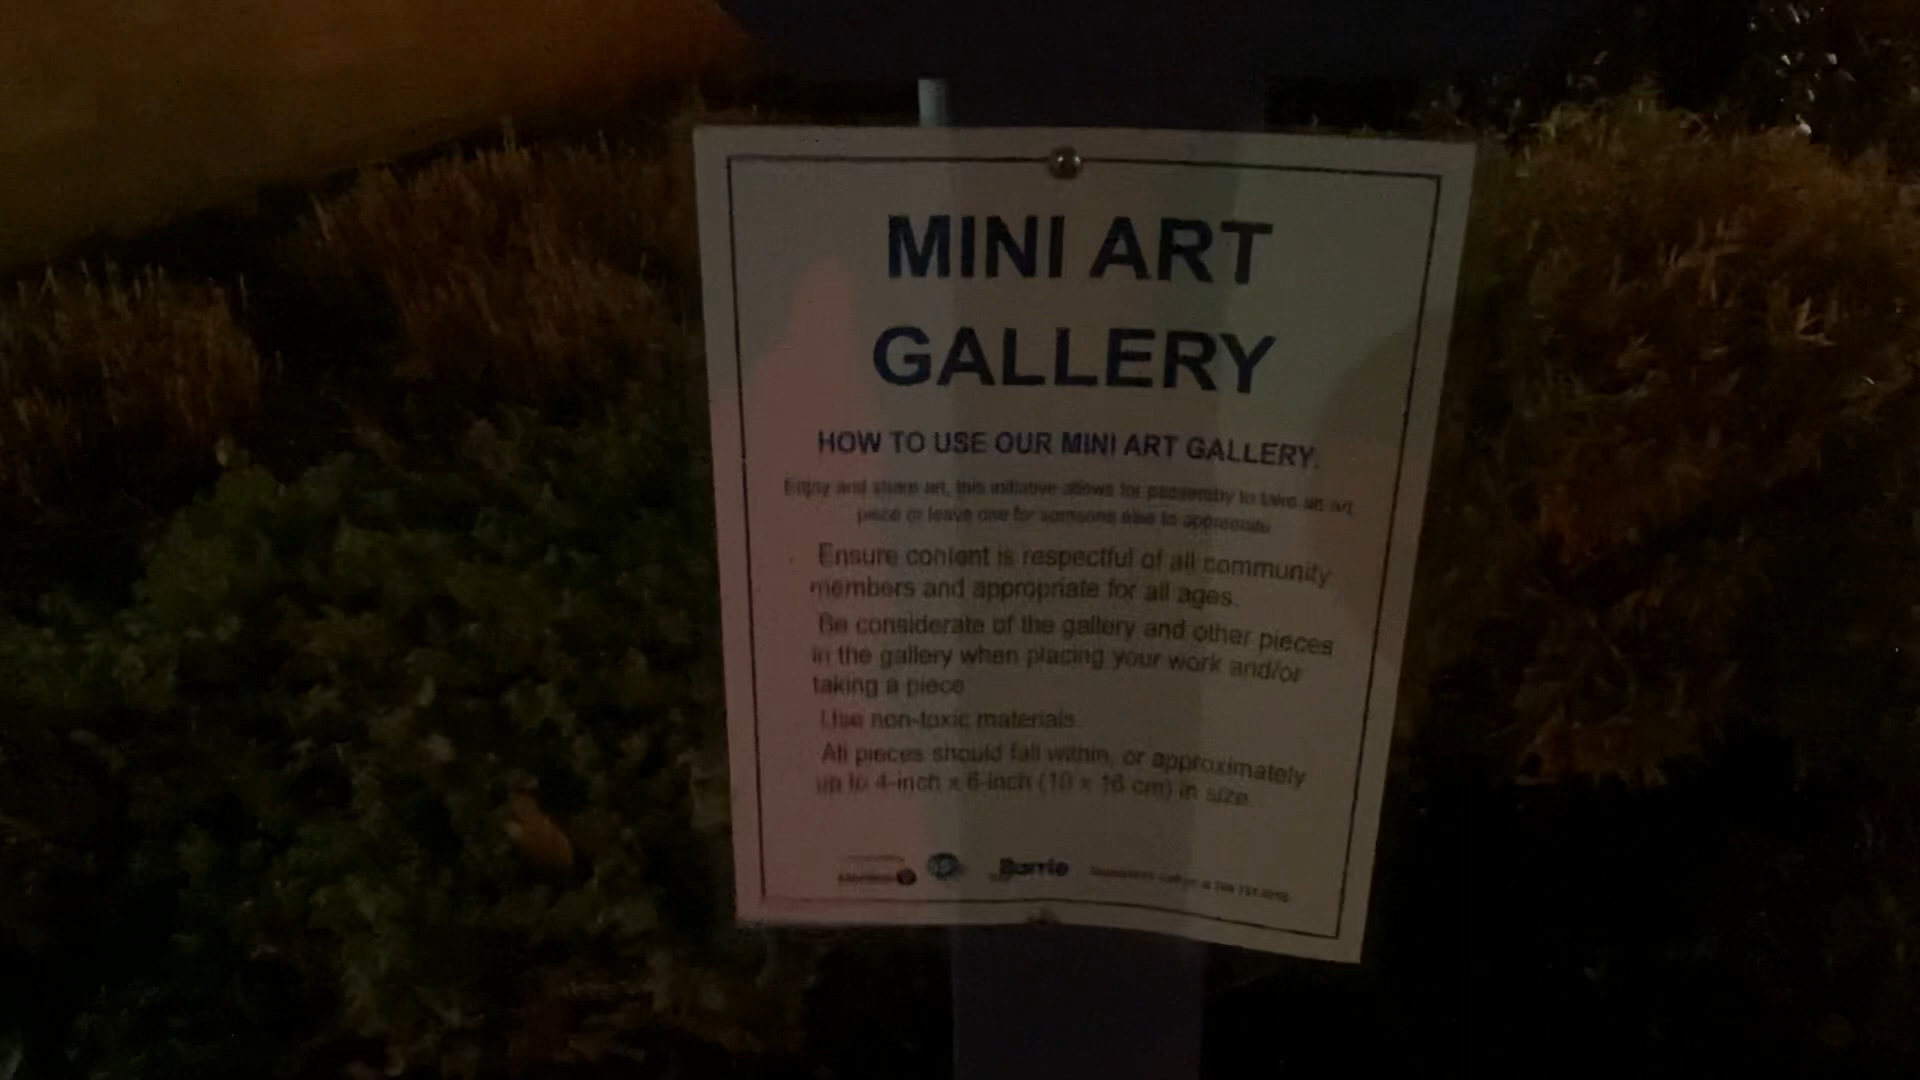 MINI ART
GALLERY
HOW TO USE OUR MINI ART GALLERY:
Enjoy and share art, this initiative allows for passersby to take an art
piece or leave one for someone else to appreciate
Ensure content is respectful of all community
members and appropriate for all ages.
Be considerate of the gallery and other pieces
in the gallery when placing your work and/or
taking a piece
Use non-toxic materials
All pieces should fall within, or approximately
up to 4-inch x 6-inch (10 x 16 cm) in size.
Barrie